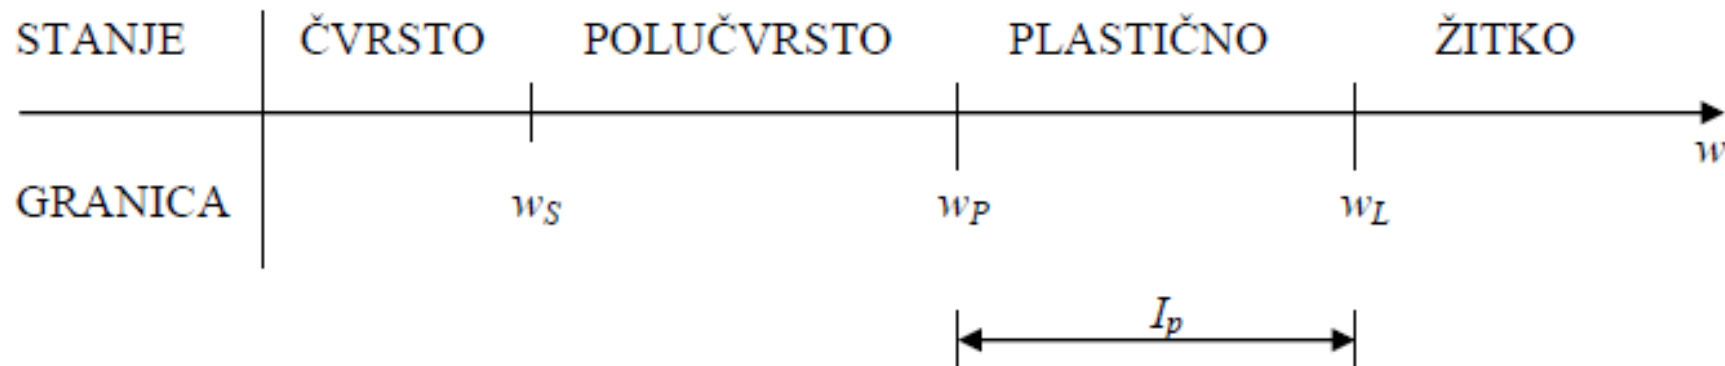 STANJE ČVRSTO POLUČVRSTO PLASTIČNO ŽITKO
w
GRANICA w_S w_P w_L
I_p